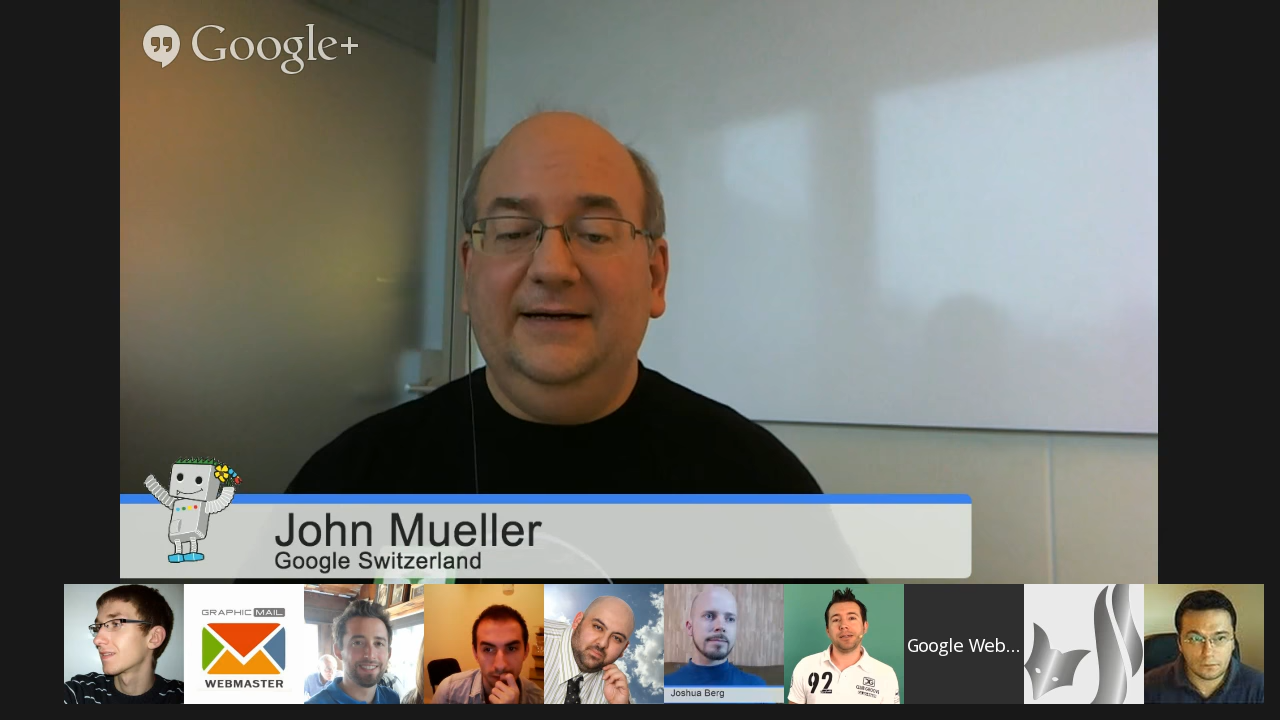 Google+
John Mueller
Google Switzerland
GRAPHIC MAIL
WEBMASTER
Joshua Berg
92
Google Web...